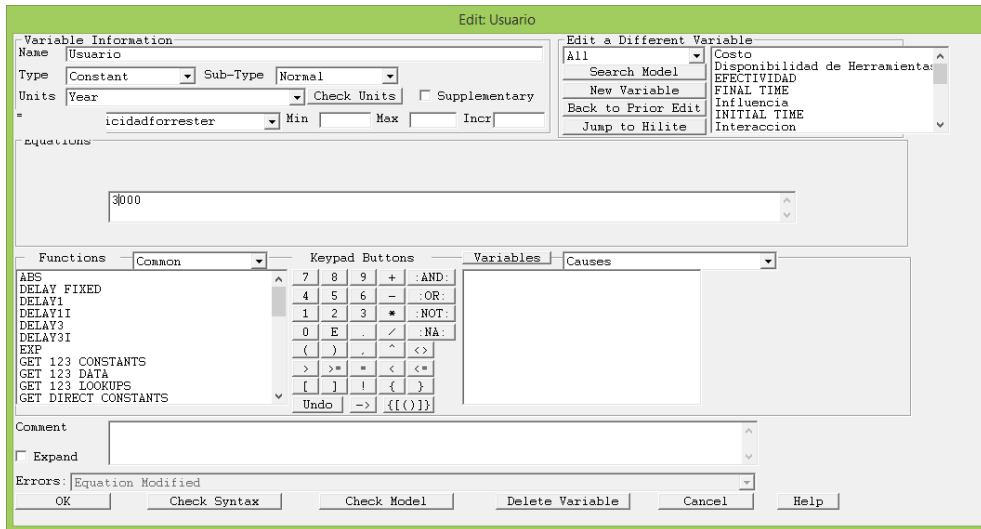 Edit: Usuario
Variable Information
Name Usuario
Type Constant Sub-Type Normal
Units Year Check Units Supplementary
= icidadforrester Min Max Incr
Edit a Different Variable
All
Search Model
New Variable
Back to Prior Edit
Jump to Hilite
Costo
Disponibilidad de Herramientas
EFECTIVIDAD
FINAL TIME
Influencia
INITIAL TIME
Interaccion
Equations
3000
Functions Common
ABS
DELAY FIXED
DELAY1
DELAY1I
DELAY3
DELAY3I
EXP
GET 123 CONSTANTS
GET 123 DATA
GET 123 LOOKUPS
GET DIRECT CONSTANTS
Keypad Buttons
7 8 9 + :AND:
4 5 6 - :OR:
1 2 3 * :NOT:
0 E . / :NA:
( ) , ^ <>
> >= = < <=
[ ] ! { }
Undo -> {[()]}
Variables Causes
Comment
Expand
Errors: Equation Modified
OK Check Syntax Check Model Delete Variable Cancel Help